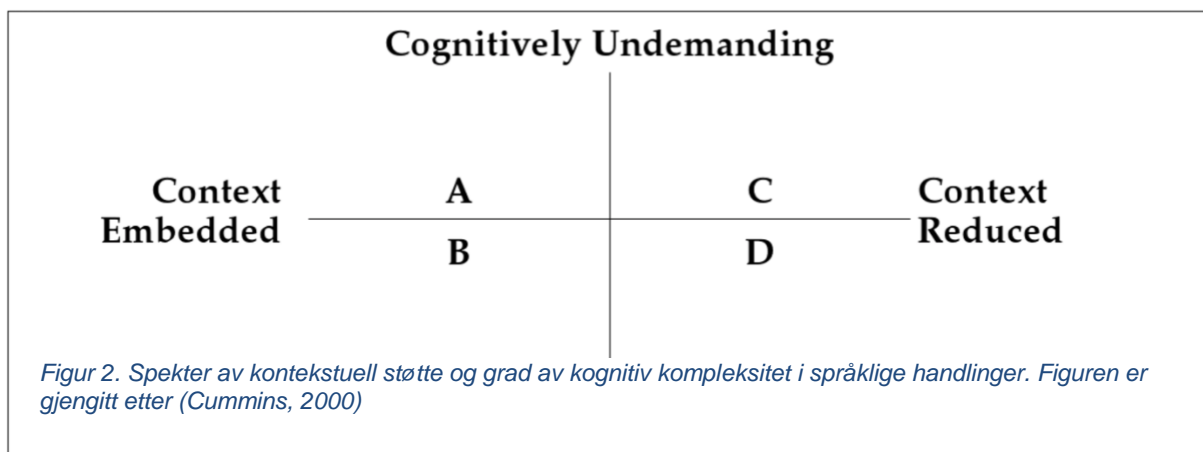 Cognitively Undemanding
Context
Embedded
A
C
Context
Reduced
B
D
Figur 2. Spekter av kontekstuell støtte og grad av kognitiv kompleksitet i språklige handlinger. Figuren er
gjengitt etter (Cummins, 2000)